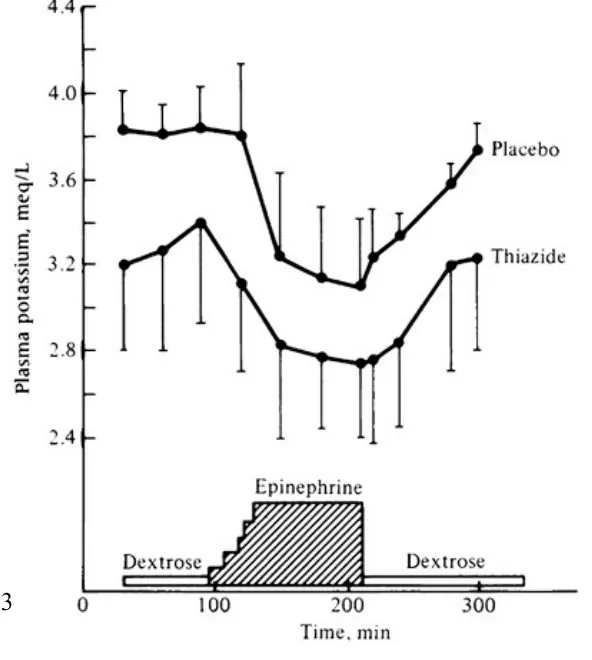 4.4
4.0
3.6
3.2
2.8
2.4
Plasma potassium, meq/L
Placebo
Thiazide
Epinephrine
Dextrose
Dextrose
3
0
100
200
300
Time, min